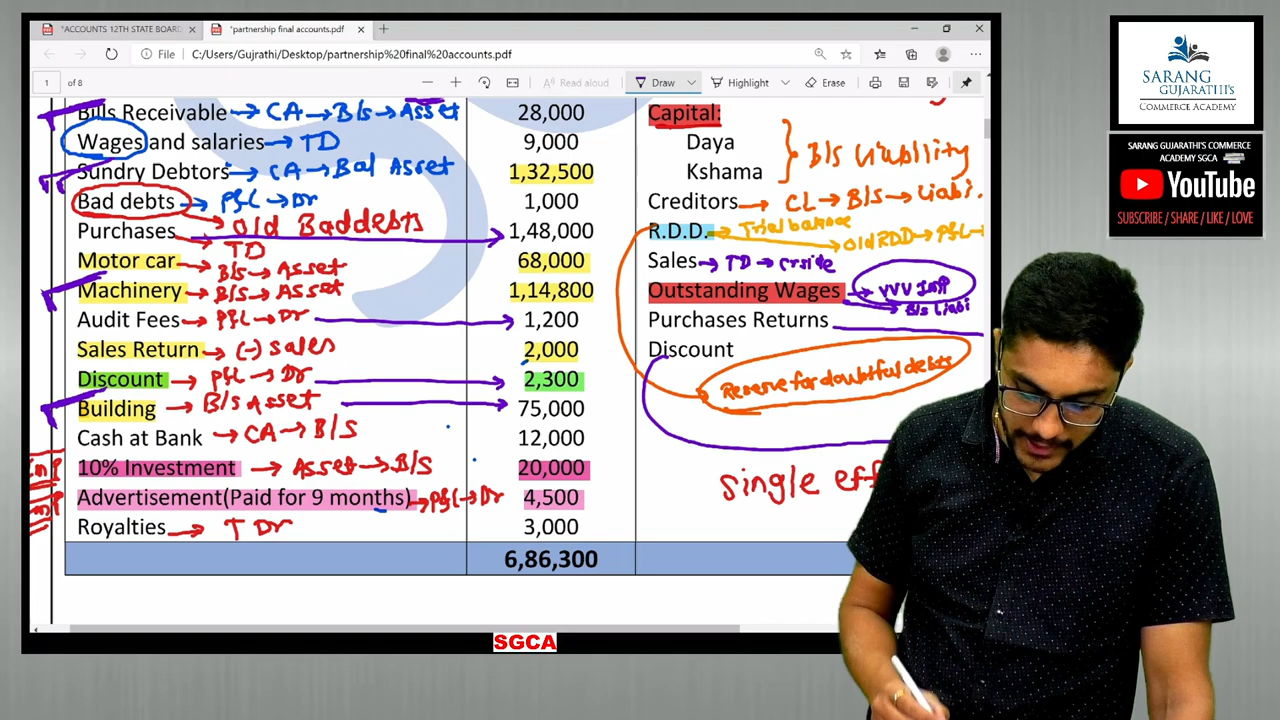 *ACCOUNTS 12TH STATE BOARD
*partnership final accounts.pdf
File C:/Users/Gujrathi/Desktop/partnership%20final%20accounts.pdf
1 of 8
Read aloud
Draw
Highlight
Erase
Bills Receivable → CA → B/s → Asset 28,000
Wages and salaries → TD 9,000
Sundry Debtors → CA → Bal Asset 1,32,500
Bad debts → P&L → Dr 1,000
old Baddebts
Purchases → TD 1,48,000
Motor car → B/s → Asset 68,000
Machinery → B/s → Asset 1,14,800
Audit Fees → P&L → Dr 1,200
Sales Return → (-) sales 2,000
Discount → P&L → Dr 2,300
Building → B/s Asset 75,000
Cash at Bank → CA → B/S 12,000
10% Investment → Asset → B/S 20,000
Advertisement(Paid for 9 months) → P&L → Dr 4,500
Royalties → T Dr 3,000
6,86,300
Capital:
Daya
Kshama
B/s Liability
Creditors → CL → B/S → Liabi.
R.D.D. → Trial balance
old RDD → P&L →
Sales → TD → Crside
Outstanding Wages → VVV Imp
B/s Liabi
Purchases Returns
Discount
Reserve for doubtful debts
single eff
SGCA
SARANG
GUJARATHI'S
COMMERCE ACADEMY
SARANG GUJARATHI'S COMMERCE
ACADEMY SGCA
YouTube
SUBSCRIBE / SHARE / LIKE / LOVE